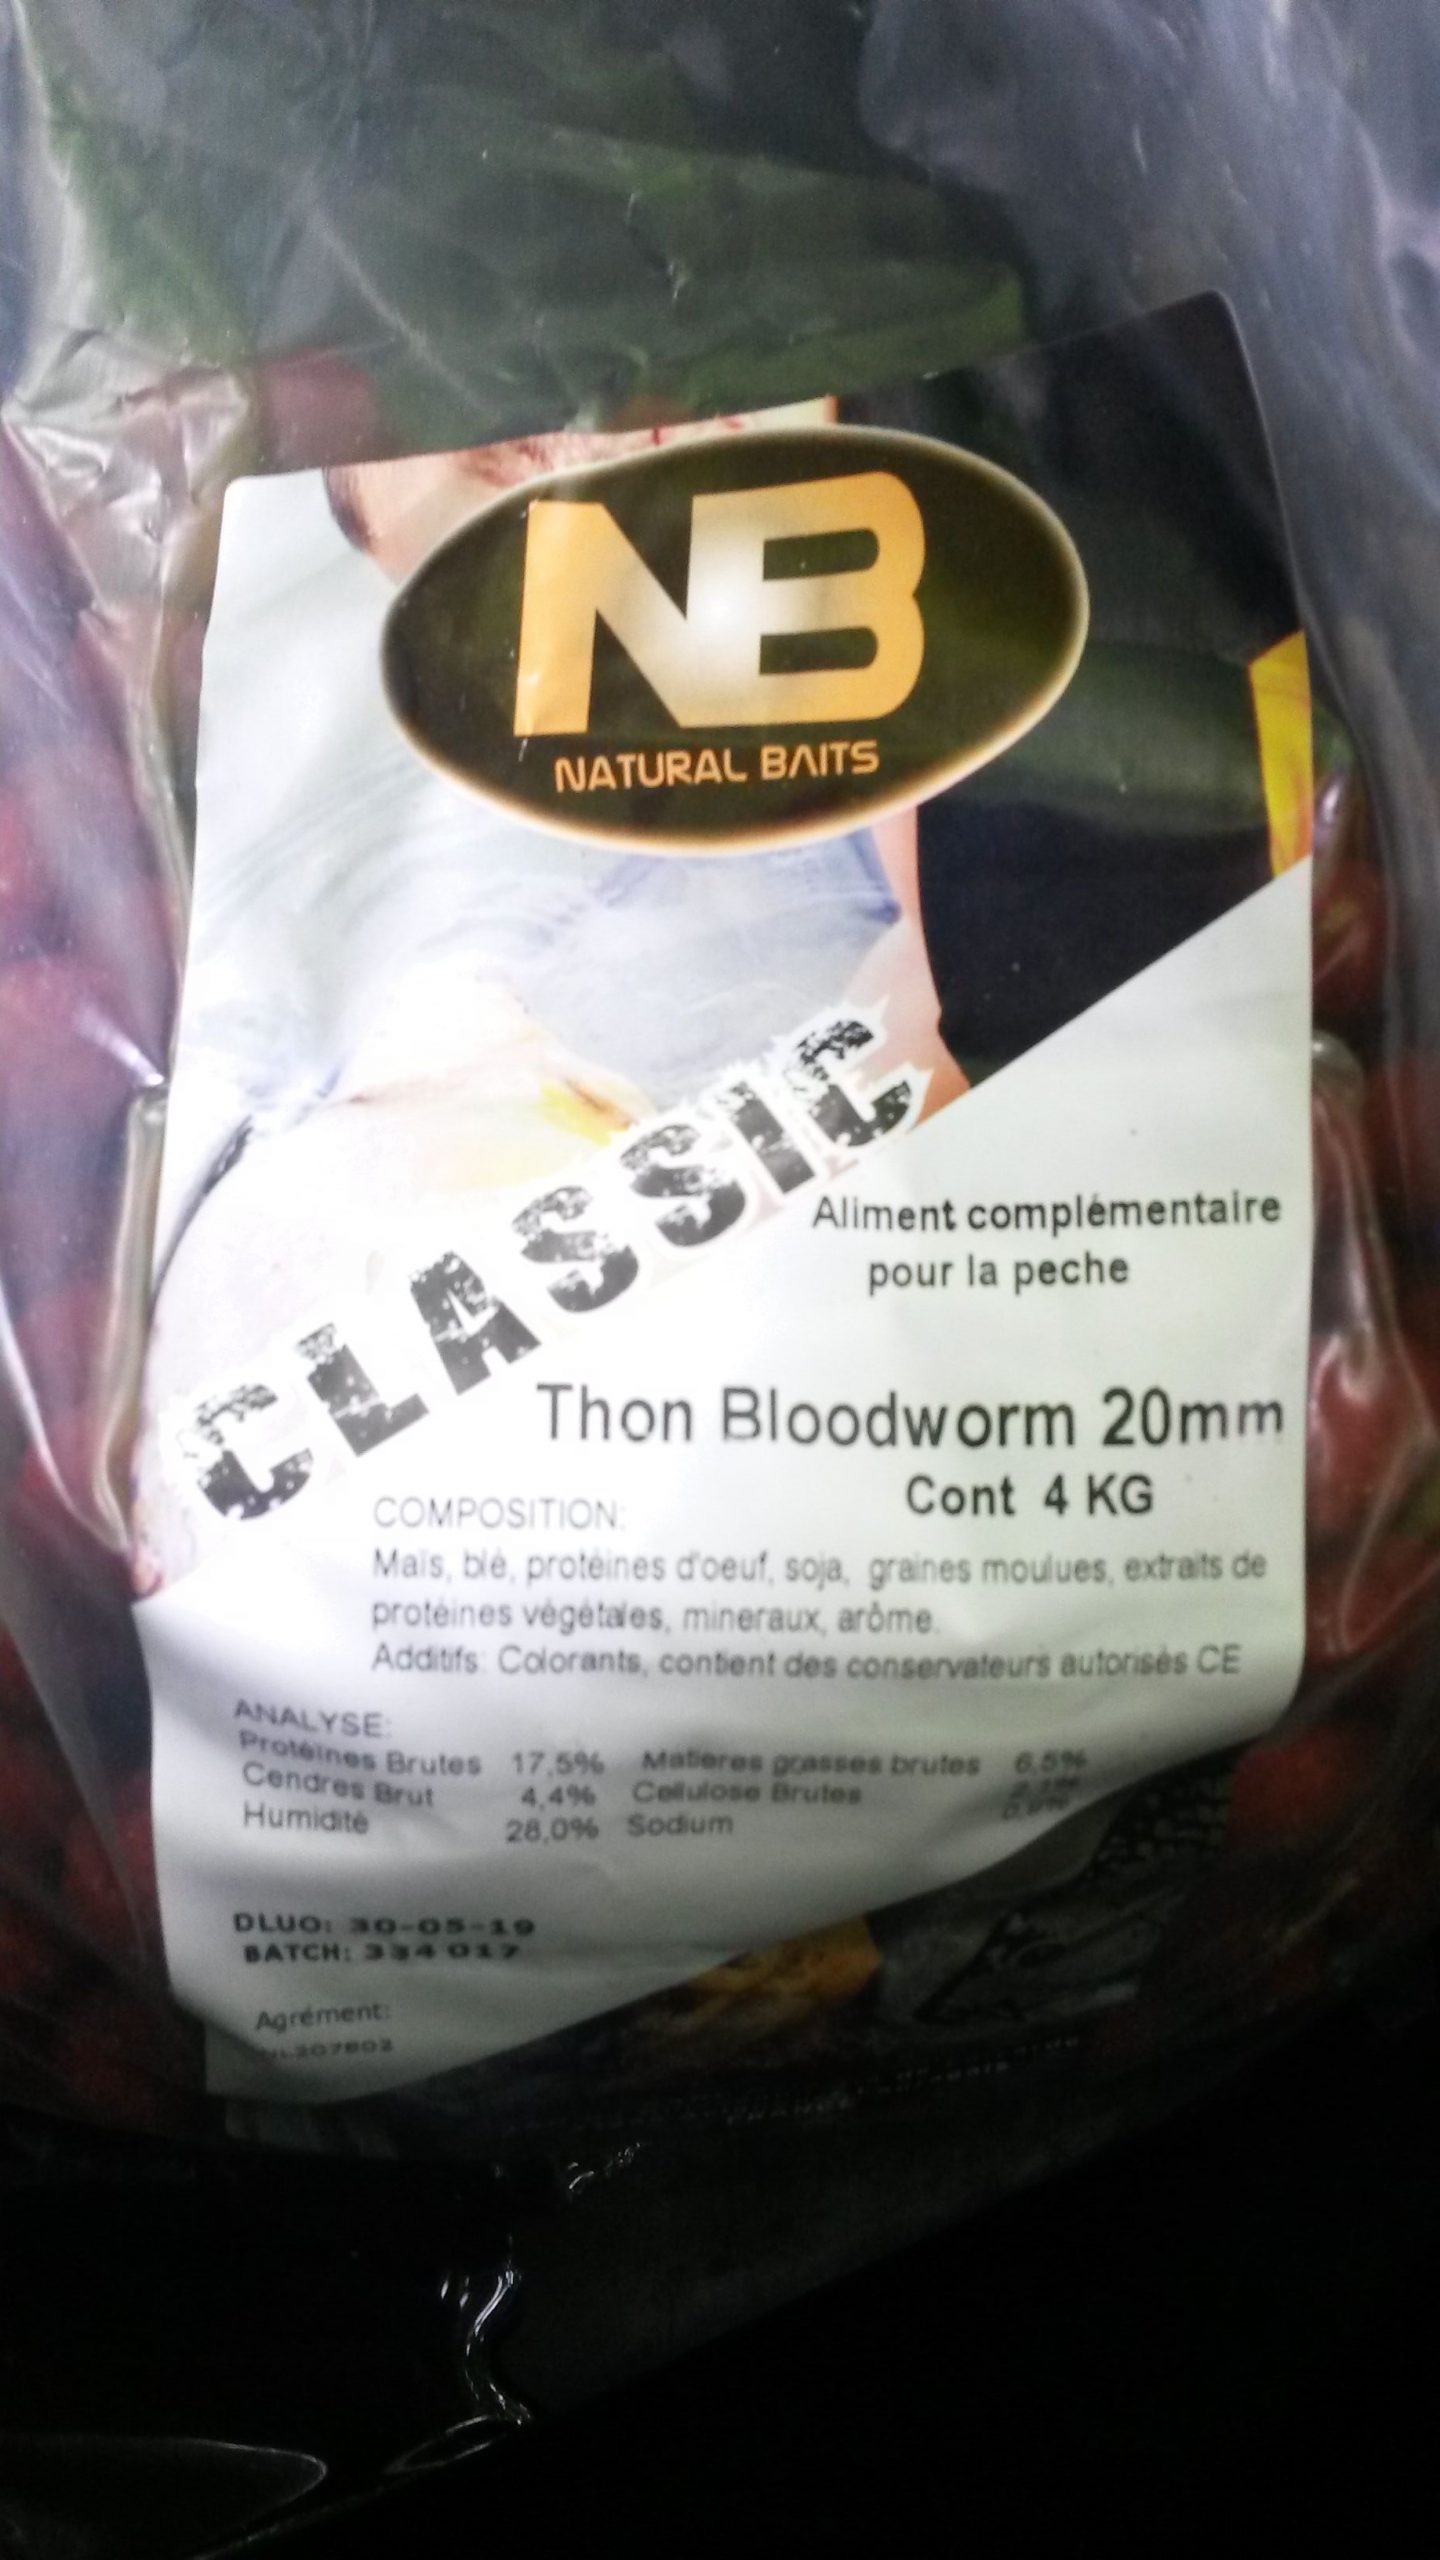 NB
NATURAL BAITS
CLASSIC
Aliment complémentaire
pour la peche
Thon Bloodworm 20mm
Cont 4 KG
COMPOSITION:
Maïs, blé, protéines d'oeuf, soja, graines moulues, extraits de
protéines végétales, mineraux, arôme.
Additifs: Colorants, contient des conservateurs autorisés CE
ANALYSE:
Protéines Brutes 17,5% Matieres grasses brutes 6,5%
Cendres Brut 4,4% Cellulose Brutes
Humidité 28,0% Sodium
DLUO: 30-05-19
BATCH: 334 017
Agrément:
FRANCE